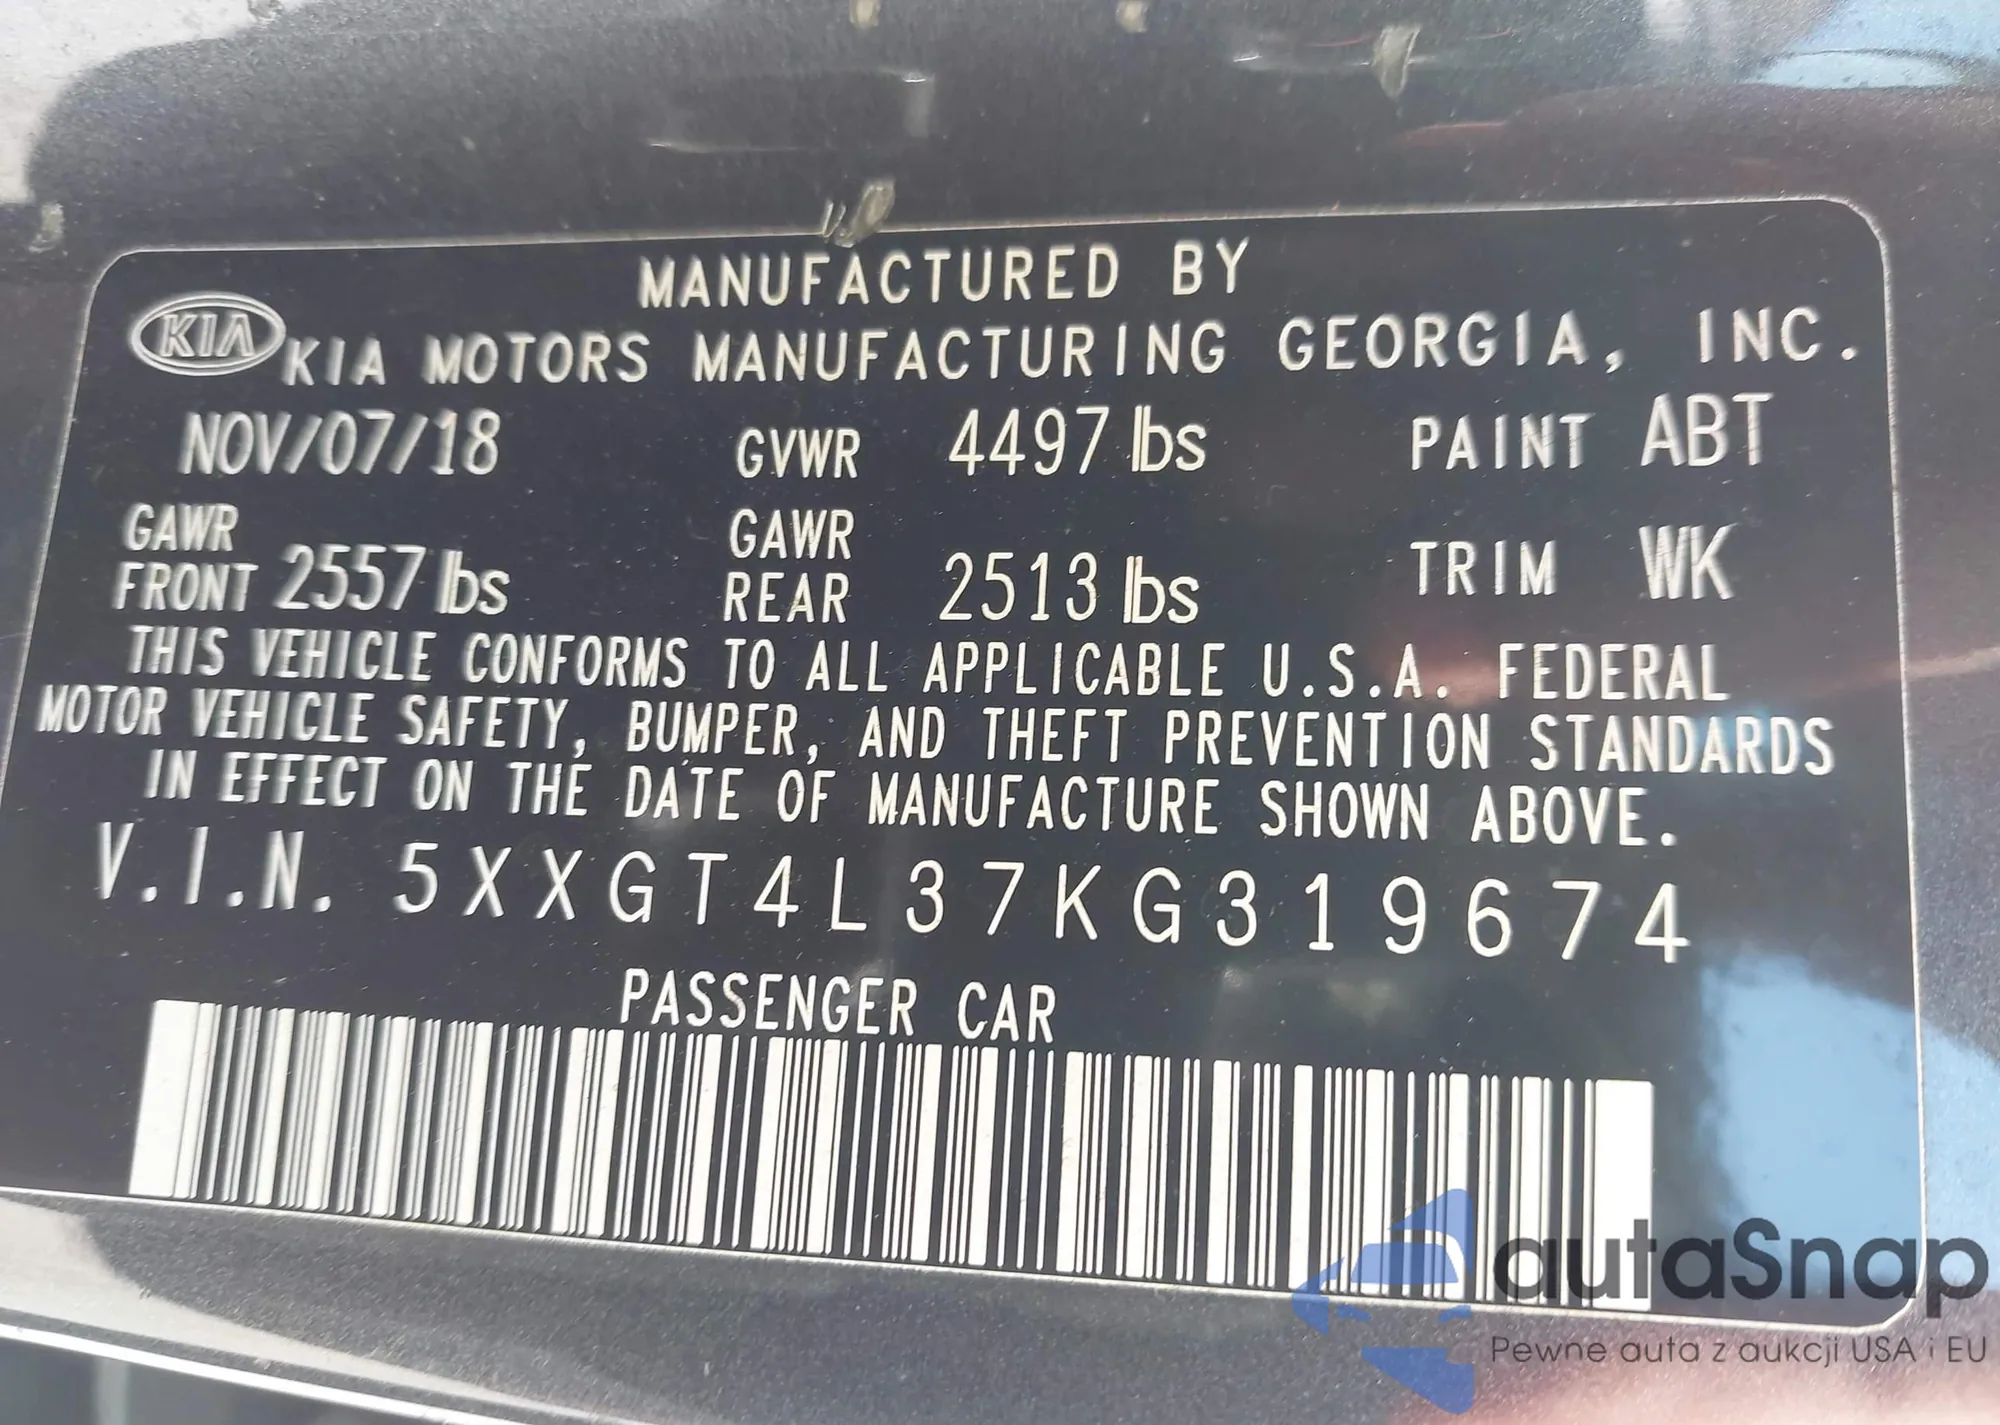 MANUFACTURED BY
KIA KIA MOTORS MANUFACTURING GEORGIA, INC.
NOV/07/18 GVWR 4497 lbs PAINT ABT
GAWR FRONT 2557 lbs GAWR REAR 2513 lbs TRIM WK
THIS VEHICLE CONFORMS TO ALL APPLICABLE U.S.A. FEDERAL
MOTOR VEHICLE SAFETY, BUMPER, AND THEFT PREVENTION STANDARDS
IN EFFECT ON THE DATE OF MANUFACTURE SHOWN ABOVE.
V.I.N. 5XXGT4L37KG319674
PASSENGER CAR
autaSnap
Pewne auta z aukcji USA i EU